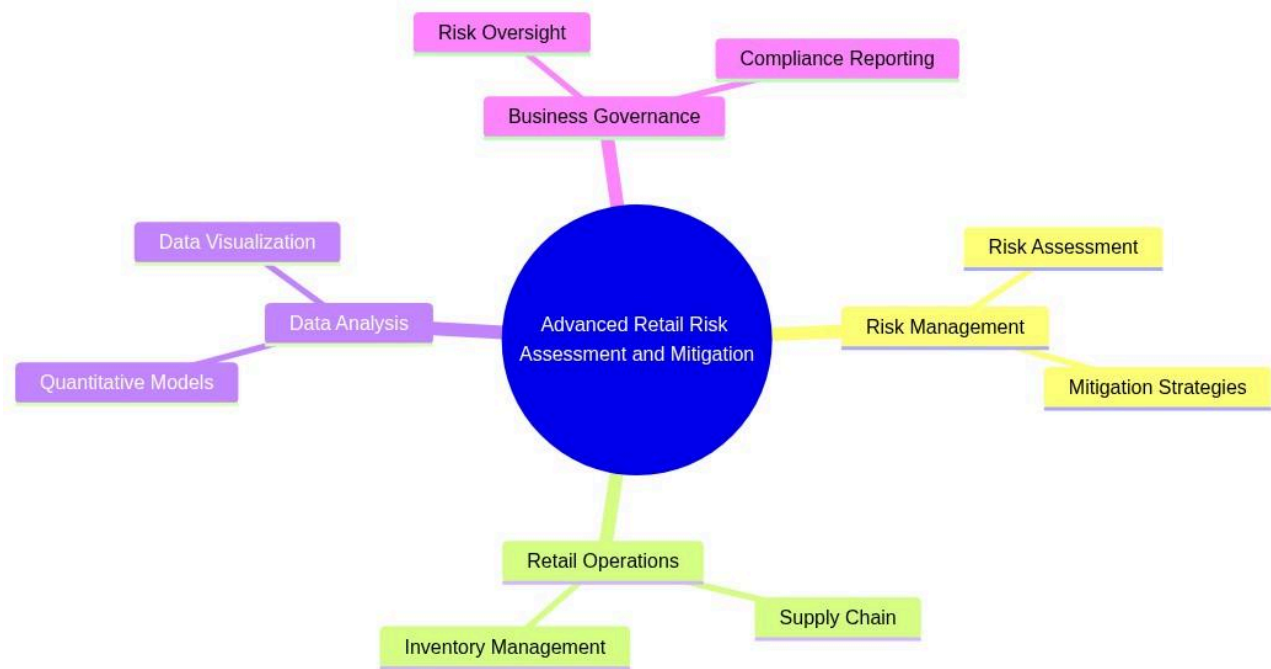 Risk Oversight
Compliance Reporting
Business Governance
Data Visualization
Risk Assessment
Data Analysis
Advanced Retail Risk
Assessment and Mitigation
Risk Management
Quantitative Models
Mitigation Strategies
Retail Operations
Supply Chain
Inventory Management